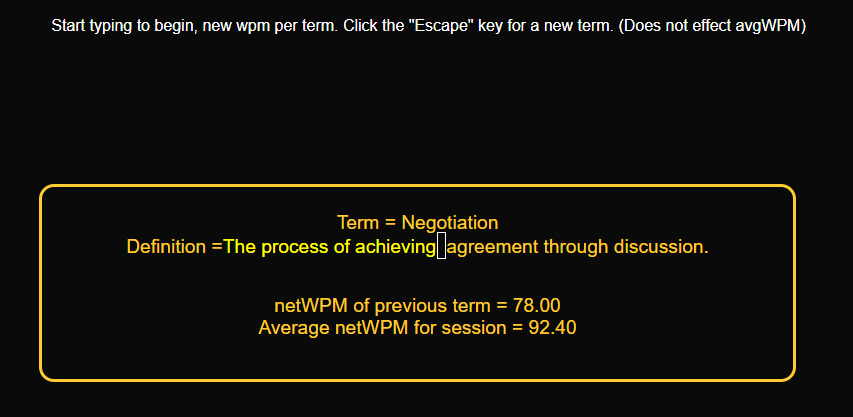 Start typing to begin, new wpm per term. Click the "Escape" key for a new term. (Does not effect avgWPM)
Term = Negotiation
Definition =The process of achieving agreement through discussion.
netWPM of previous term = 78.00
Average netWPM for session = 92.40